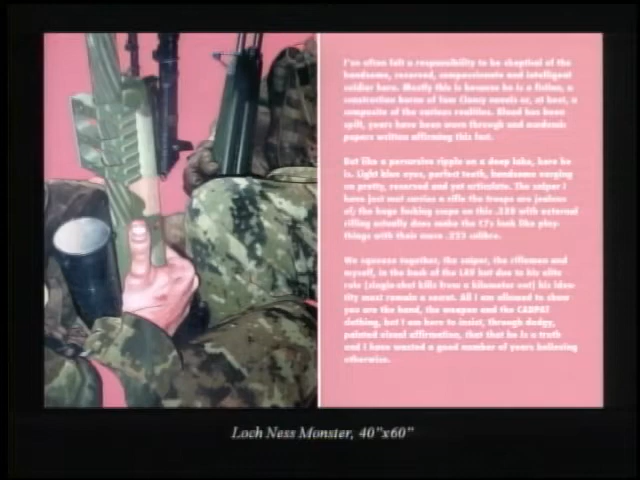 I've often felt a responsibility to be skeptical of the
handsome, reserved, compassionate and intelligent
soldier hero. Mostly this is because he is a fiction, a
construction borne of Tom Clancy novels or, at best, a
composite of the various realities. Blood has been
spilt, years have been worn through and academic
papers written affirming this fact.
But like a pervasive ripple on a deep lake, here he
is. Light blue eyes, perfect teeth, handsome verging
on pretty, reserved and yet articulate. The sniper I
have just met carries a rifle the troops are jealous
of; the huge fucking scope on this .338 with external
rifling actually does make the C7's look like play-
things with their mere .223 calibre.
We squeeze together, the sniper, the riflemen and
myself, in the back of the LAV but due to his elite
role (single-shot kills from a kilometer out) his iden-
tity must remain a secret. All I am allowed to show
you are the hand, the weapon and the CADPAT
clothing, but I am here to insist, through dodgy,
painted visual affirmation, that that he is a truth
and I have wasted a good number of years believing
otherwise.
Loch Ness Monster, 40"x60"